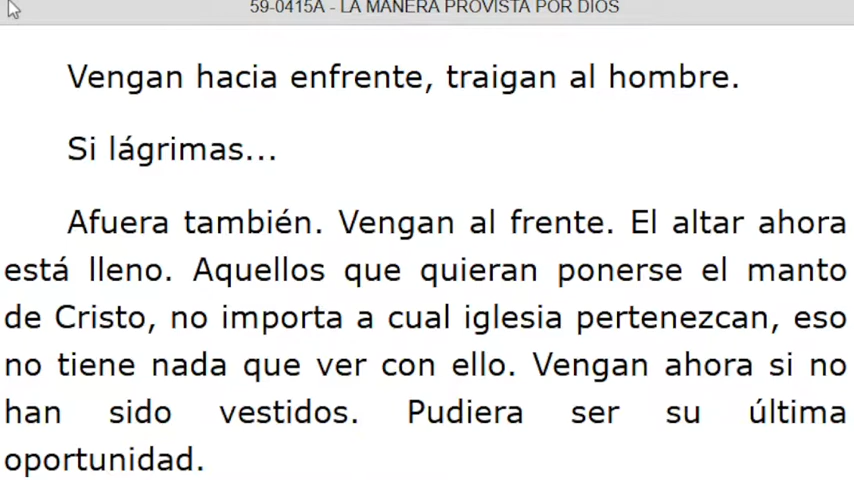 59-0415A - LA MANERA PROVISTA POR DIOS
Vengan hacia enfrente, traigan al hombre.
Si lágrimas...
Afuera también. Vengan al frente. El altar ahora
está lleno. Aquellos que quieran ponerse el manto
de Cristo, no importa a cual iglesia pertenezcan, eso
no tiene nada que ver con ello. Vengan ahora si no
han sido vestidos. Pudiera ser su última
oportunidad.